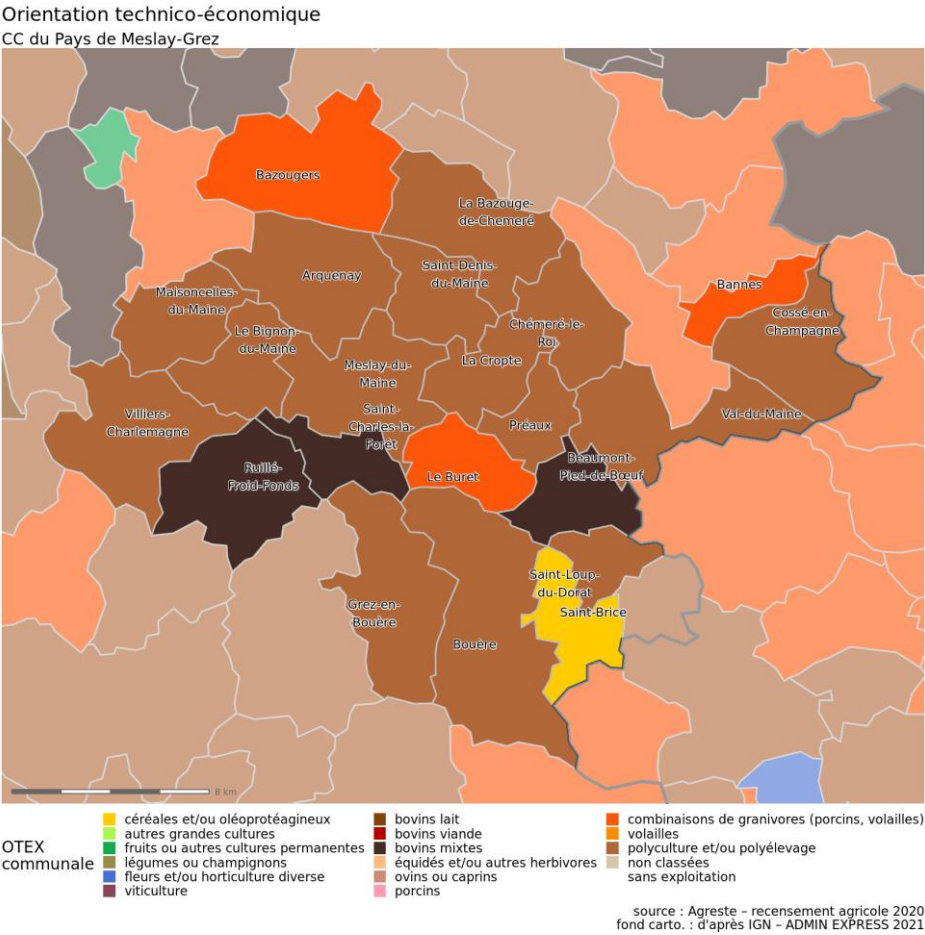 Orientation technico-économique
CC du Pays de Meslay-Grez
Bazougers
La Bazouge-
de-Chemeré
Saint-Denis-
du-Maine
Arquenay
Bannes
Maisoncelles-
du-Maine
Cossé-en-
Champagne
Chémeré-le-
Roi
Le Bignon-
du-Maine
La Cropte
Meslay-du-
Maine
Villiers-
Charlemagne
Saint-
Charles-la-
Forêt
Val-du-Maine
Préaux
Ruillé-
Froid-Fonds
Le Buret
Beaumont-
Pied-de-Bœuf
Saint-Loup-
du-Dorat
Saint-Brice
Grez-en-
Bouère
Bouère
8 km
OTEX
communale
céréales et/ou oléoprotéagineux
autres grandes cultures
fruits ou autres cultures permanentes
légumes ou champignons
fleurs et/ou horticulture diverse
viticulture
bovins lait
bovins viande
bovins mixtes
équidés et/ou autres herbivores
ovins ou caprins
porcins
combinaisons de granivores (porcins, volailles)
volailles
polyculture et/ou polyélevage
non classées
sans exploitation
source : Agreste – recensement agricole 2020
fond carto. : d'après IGN – ADMIN EXPRESS 2021